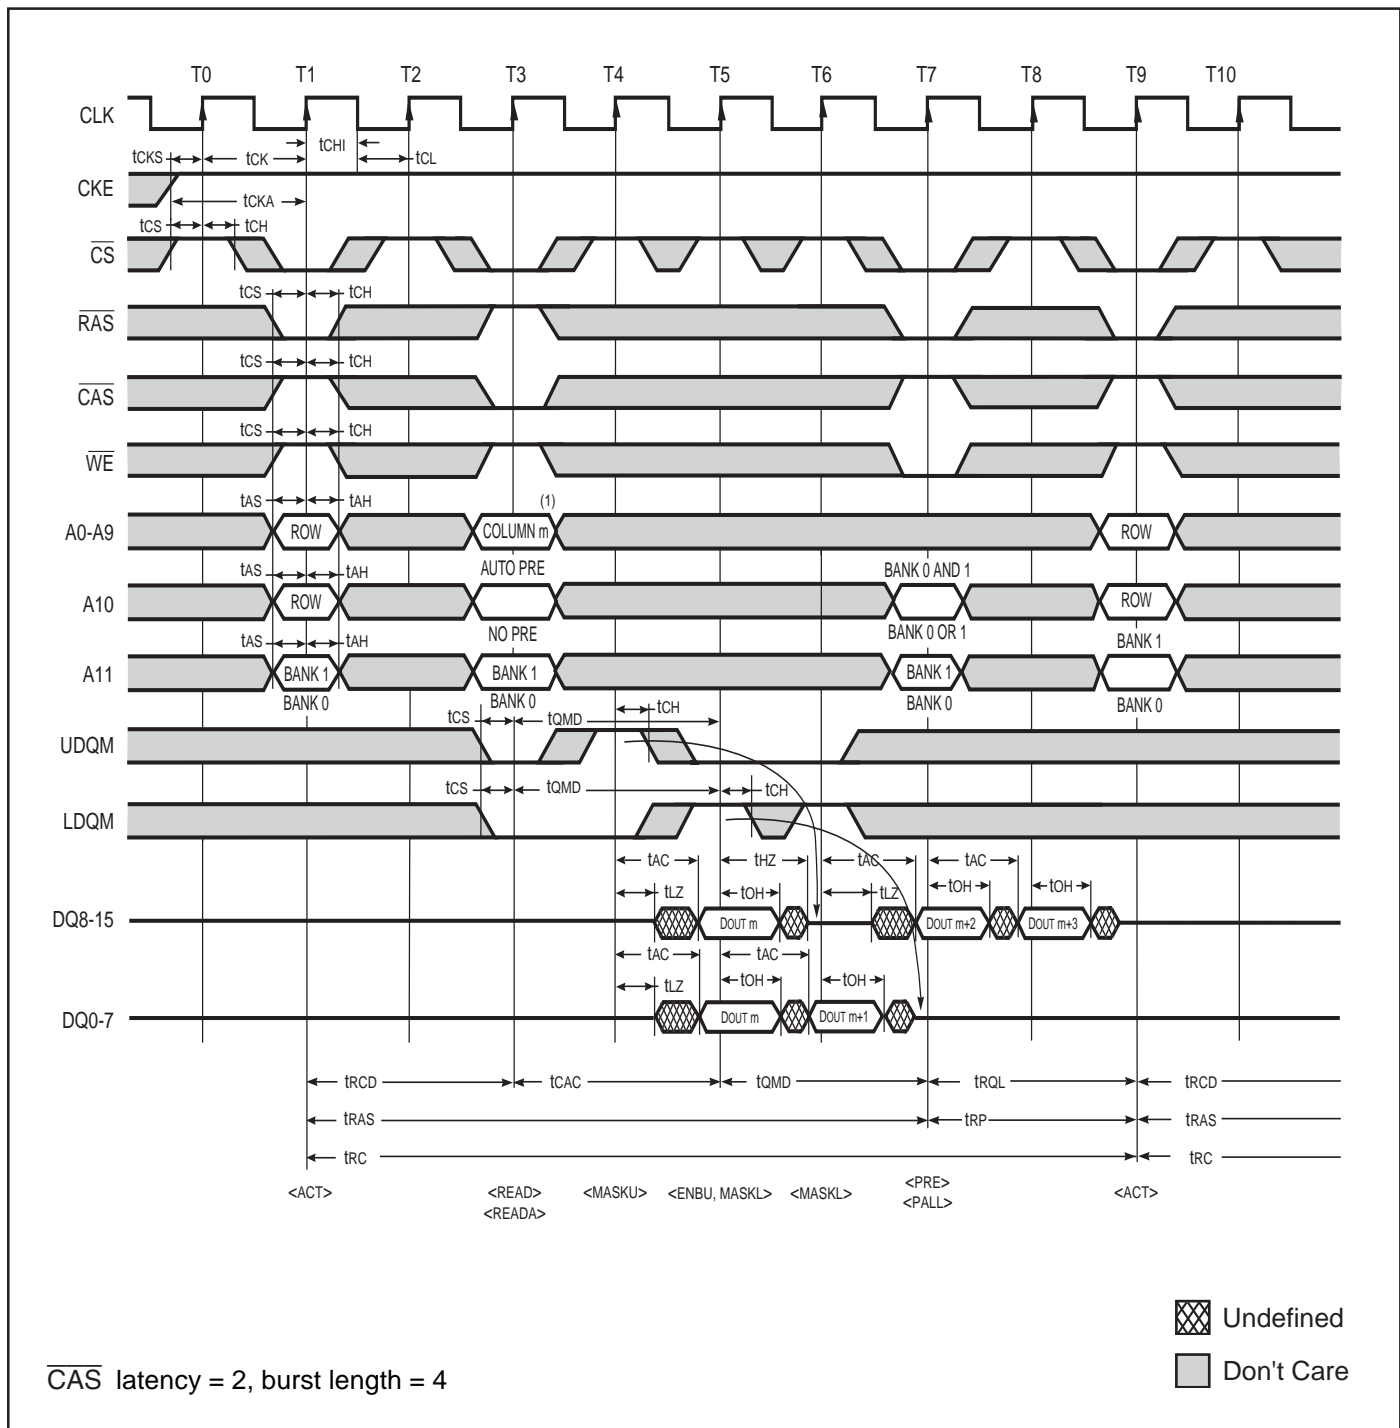 T0 T1 T2 T3 T4 T5 T6 T7 T8 T9 T10
CLK
tCHI
tCKS tCK tCL
CKE
tCKA
tCS tCH
CS
tCS tCH
RAS
tCS tCH
CAS
tCS tCH
WE
tAS tAH (1)
A0-A9 ROW COLUMN m ROW
tAS tAH AUTO PRE BANK 0 AND 1
A10 ROW ROW
tAS tAH NO PRE BANK 0 OR 1 BANK 1
A11 BANK 1 BANK 1 BANK 1
BANK 0 BANK 0 BANK 0 BANK 0
tCS tQMD tCH
UDQM
tCS tQMD tCH
LDQM
tAC tHZ tAC tAC
tLZ tOH tLZ tOH tOH
DQ8-15 DOUT m DOUT m+2 DOUT m+3
tAC tAC
tLZ tOH tOH
DQ0-7 DOUT m DOUT m+1
tRCD tCAC tQMD tRQL tRCD
tRAS tRP tRAS
tRC tRC
<ACT> <READ> <MASKU> <ENBU, MASKL> <MASKL> <PRE> <ACT>
<READA> <PALL>
Undefined
Don't Care
CAS latency = 2, burst length = 4